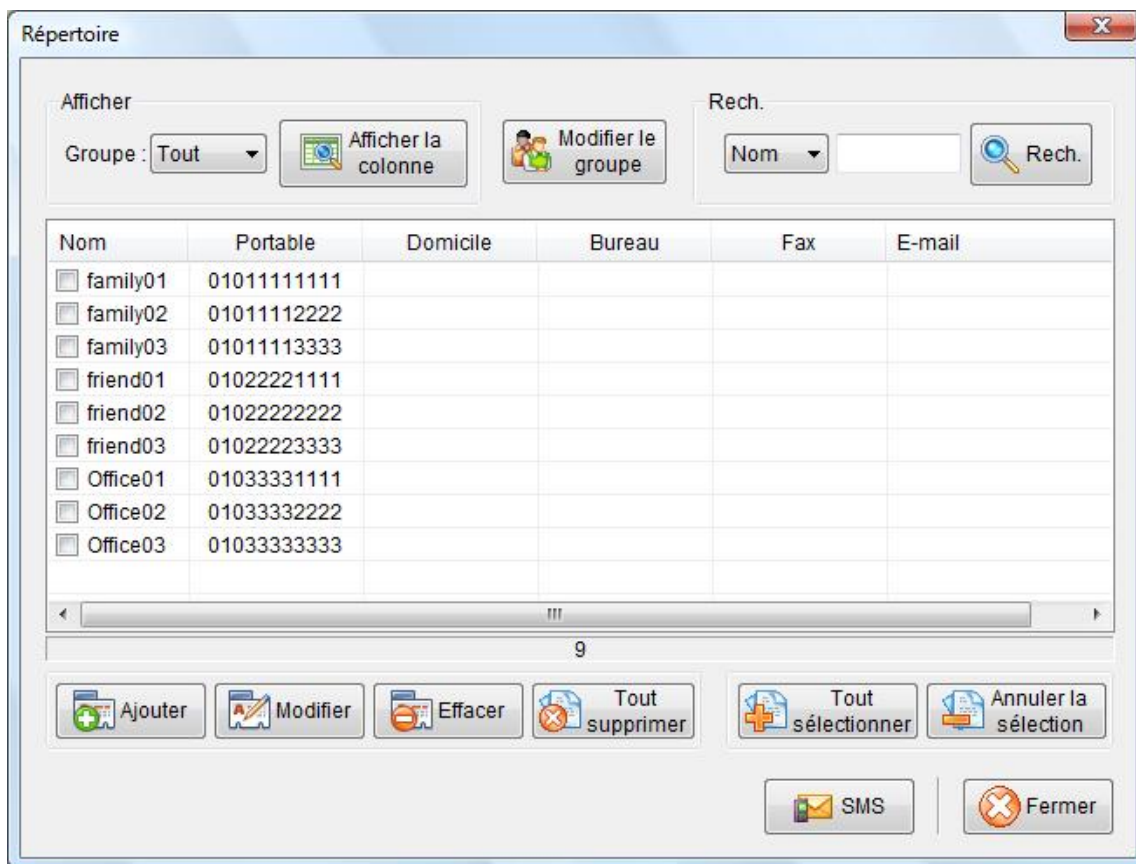 Répertoire
Afficher
Rech.
Groupe : Tout
Afficher la
colonne
Modifier le
groupe
Nom
Rech.
Nom Portable Domicile Bureau Fax E-mail
family01 01011111111
family02 01011112222
family03 01011113333
friend01 01022221111
friend02 01022222222
friend03 01022223333
Office01 01033331111
Office02 01033332222
Office03 01033333333
9
Ajouter
Modifier
Effacer
Tout
supprimer
Tout
sélectionner
Annuler la
sélection
SMS
Fermer